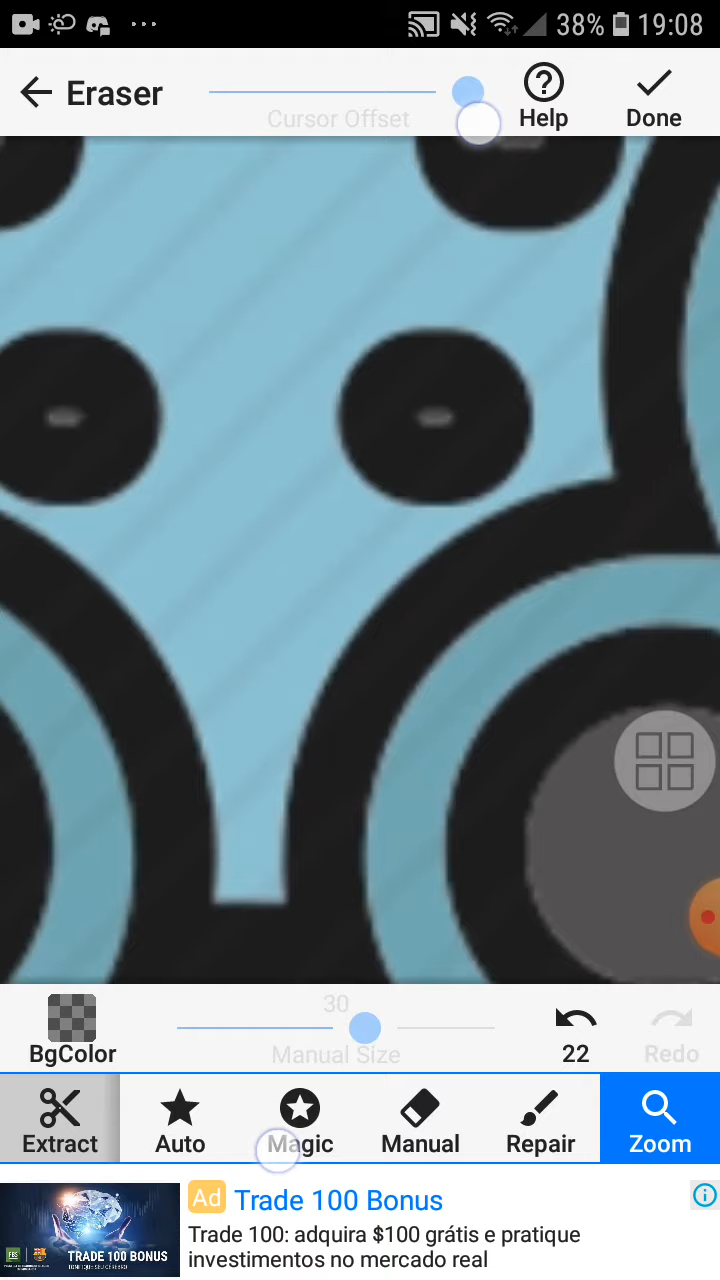 38% 19:08
Eraser
Cursor Offset
Help
Done
30
Manual Size
BgColor
22
Redo
Extract
Auto
Magic
Manual
Repair
Zoom
TRADE 100 BONUS
Ad Trade 100 Bonus
Trade 100: adquira $100 grátis e pratique
investimentos no mercado real